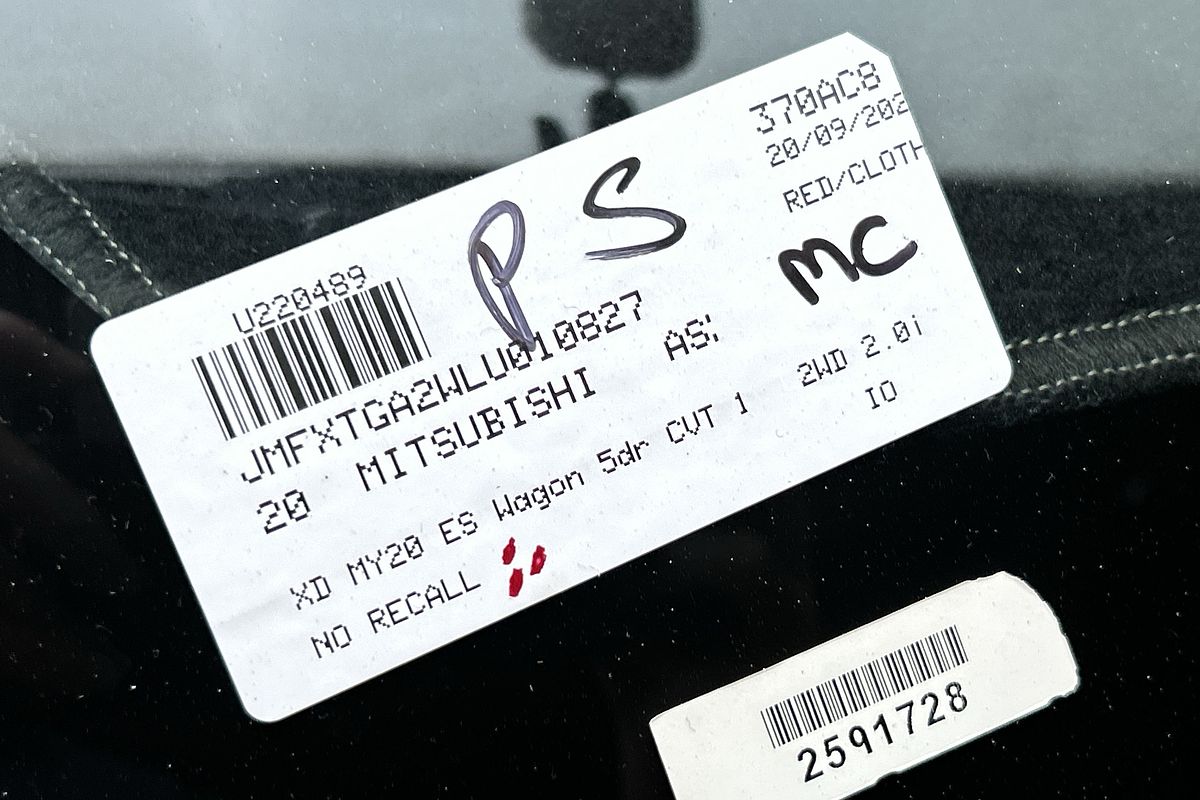 370AC8
20/09/202
RED/CLOTH
P S
MC
U220489
JMFXTGA2WLU010827
20 MITSUBISHI AS
XD MY20 ES Wagon 5dr CVT 1 2WD 2.0i
NO RECALL IO
2591728